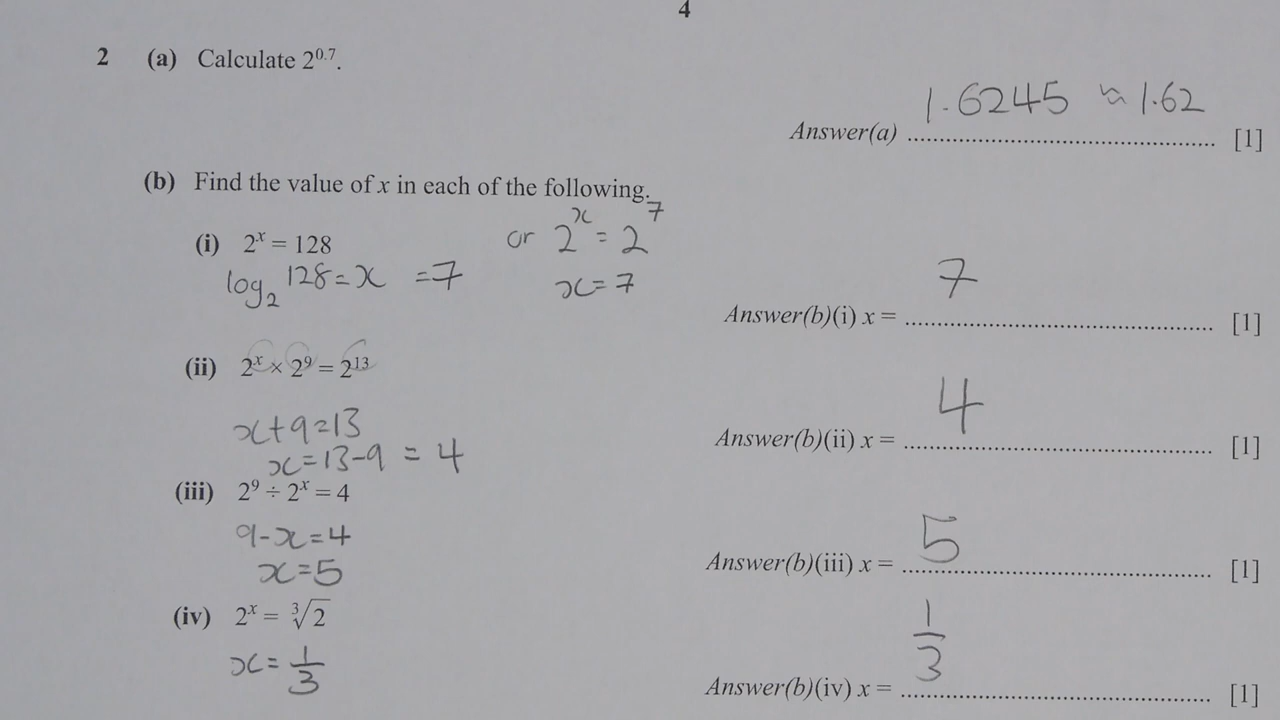 4
2 (a) Calculate 2^0.7.
1.6245 ≈ 1.62
Answer(a) ........................................ [1]
(b) Find the value of x in each of the following.
(i) 2^x = 128
or 2^x = 2^7
log₂ 128 = x = 7
x = 7
7
Answer(b)(i) x = ........................................ [1]
(ii) 2^x × 2^9 = 2^13
x + 9 = 13
x = 13 - 9 = 4
4
Answer(b)(ii) x = ........................................ [1]
(iii) 2^9 ÷ 2^x = 4
9 - x = 4
x = 5
5
Answer(b)(iii) x = ........................................ [1]
(iv) 2^x = ∛2
x = 1/3
1/3
Answer(b)(iv) x = ........................................ [1]